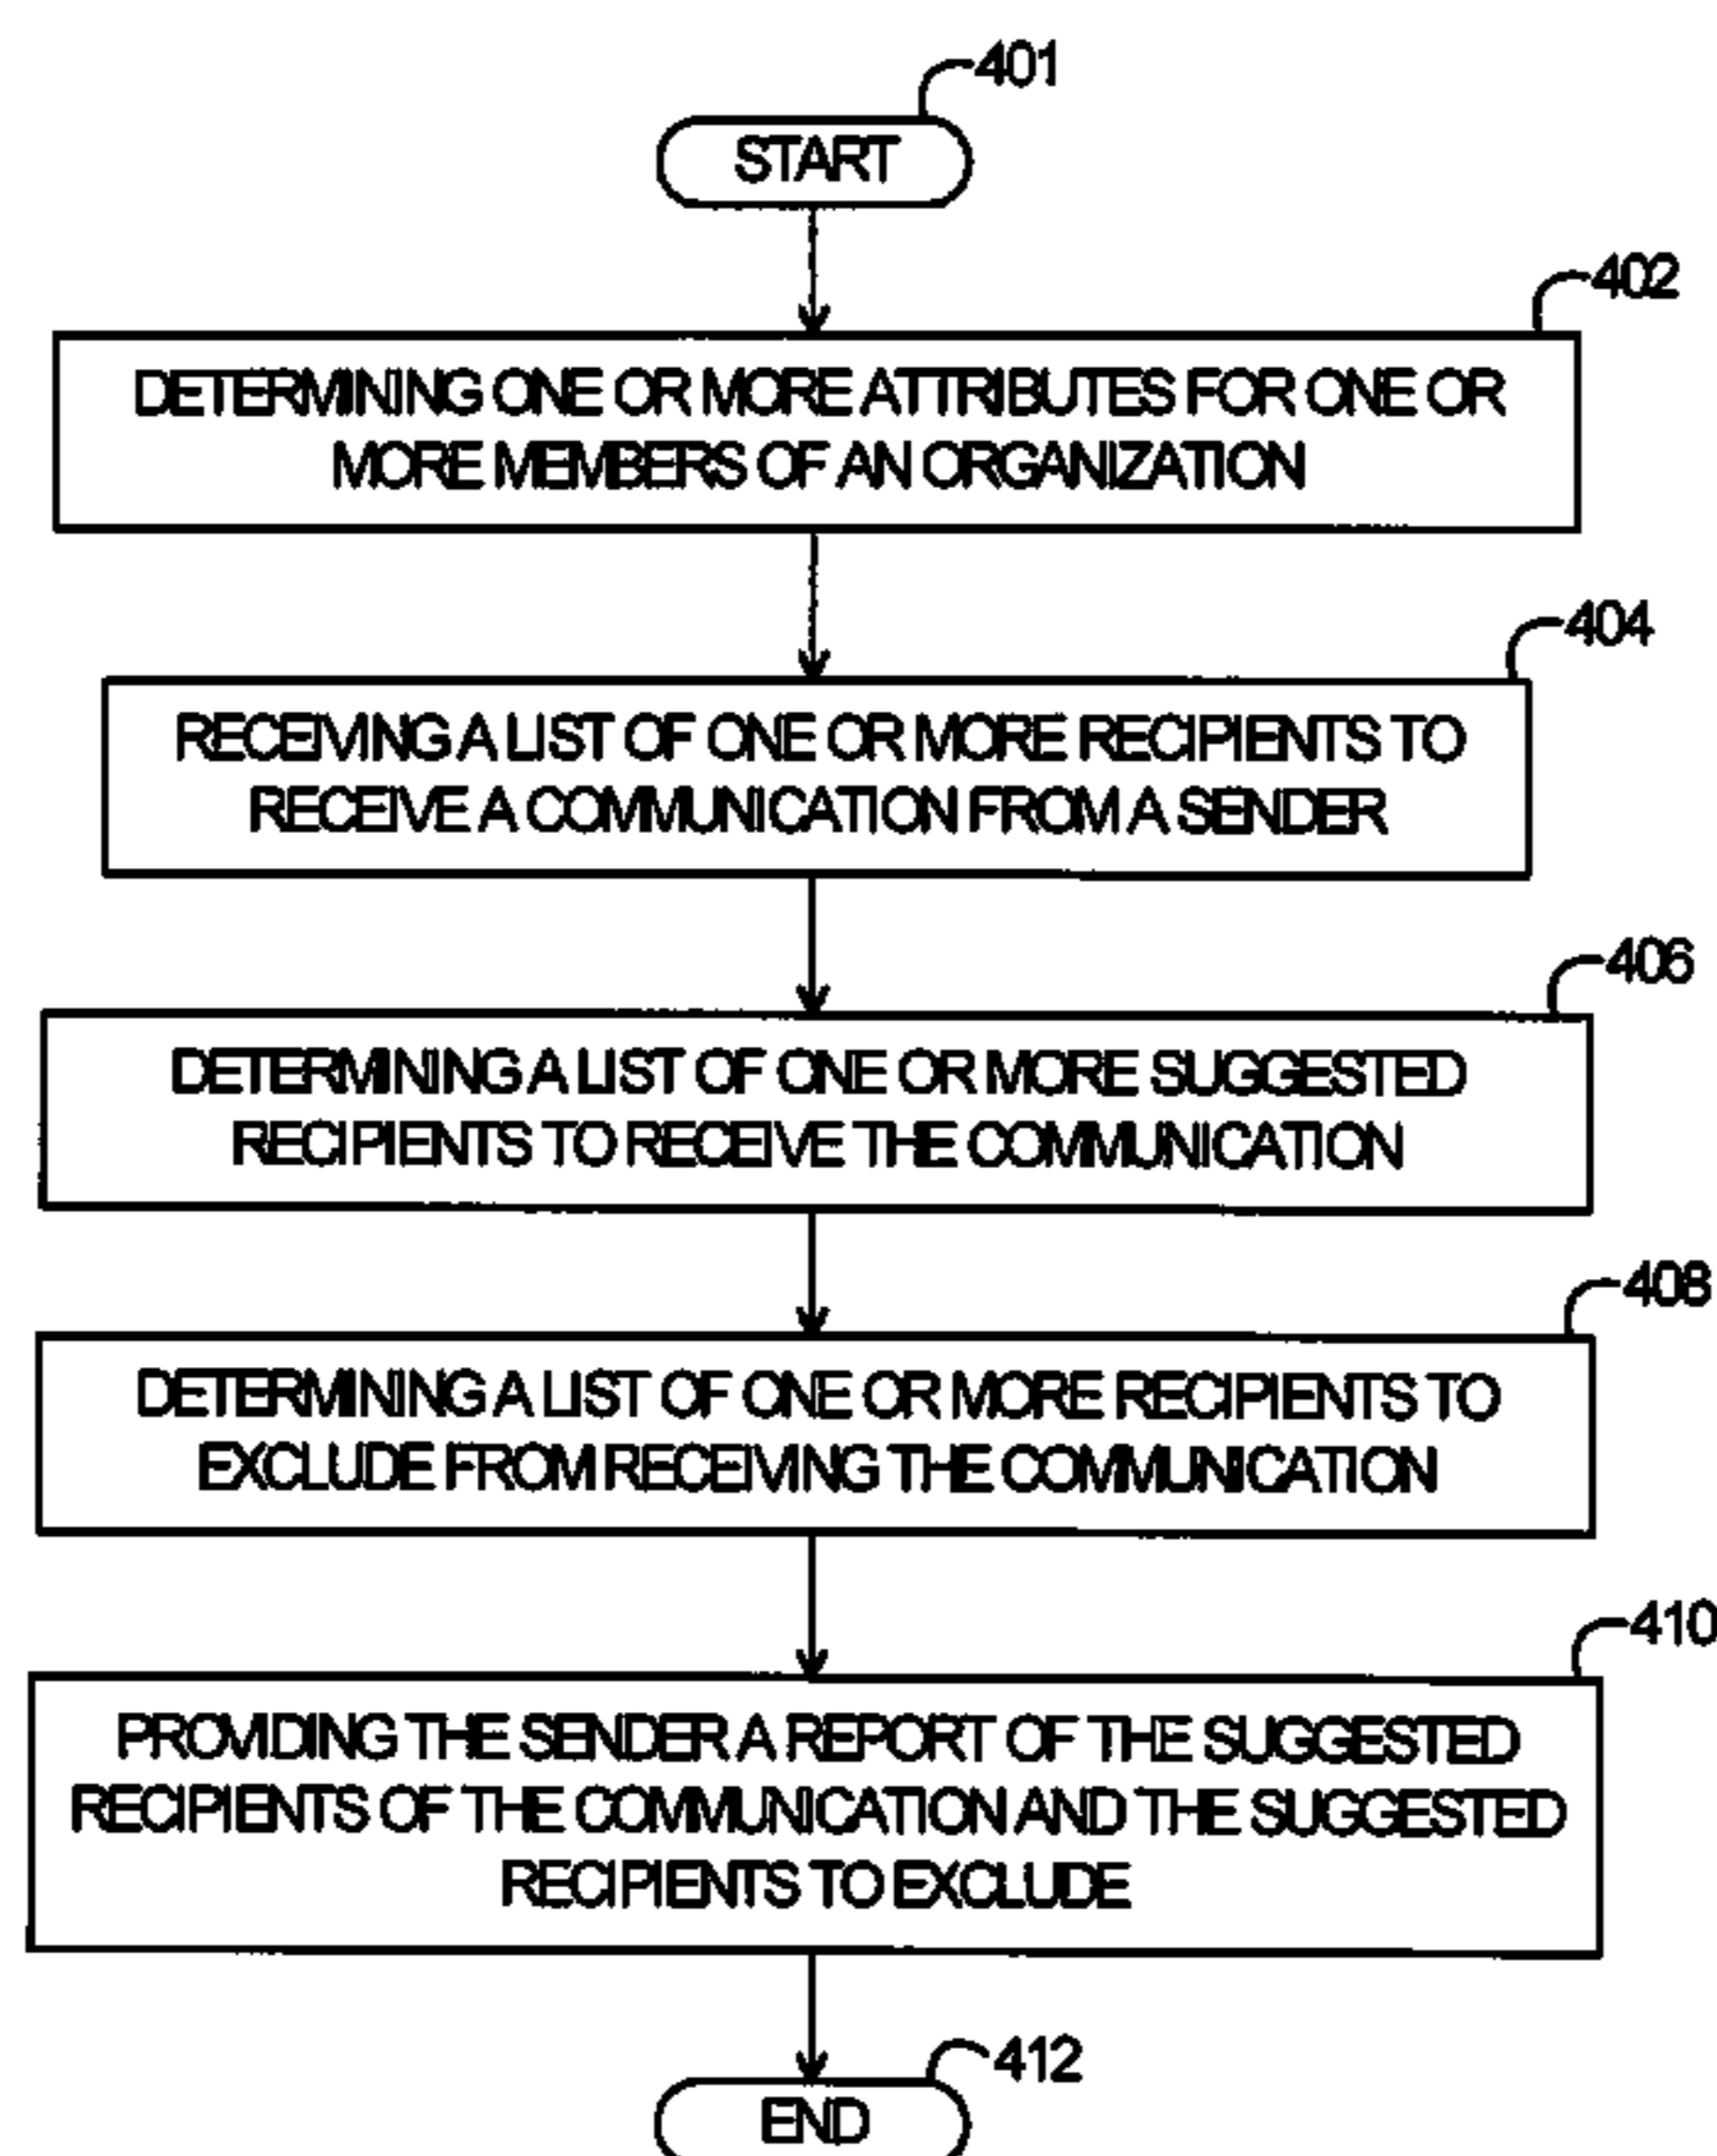 401
START
402
DETERMINING ONE OR MORE ATTRIBUTES FOR ONE OR
MORE MEMBERS OF AN ORGANIZATION
404
RECEIVING A LIST OF ONE OR MORE RECIPIENTS TO
RECEIVE A COMMUNICATION FROM A SENDER
406
DETERMINING A LIST OF ONE OR MORE SUGGESTED
RECIPIENTS TO RECEIVE THE COMMUNICATION
408
DETERMINING A LIST OF ONE OR MORE RECIPIENTS TO
EXCLUDE FROM RECEIVING THE COMMUNICATION
410
PROVIDING THE SENDER A REPORT OF THE SUGGESTED
RECIPIENTS OF THE COMMUNICATION AND THE SUGGESTED
RECIPIENTS TO EXCLUDE
412
END